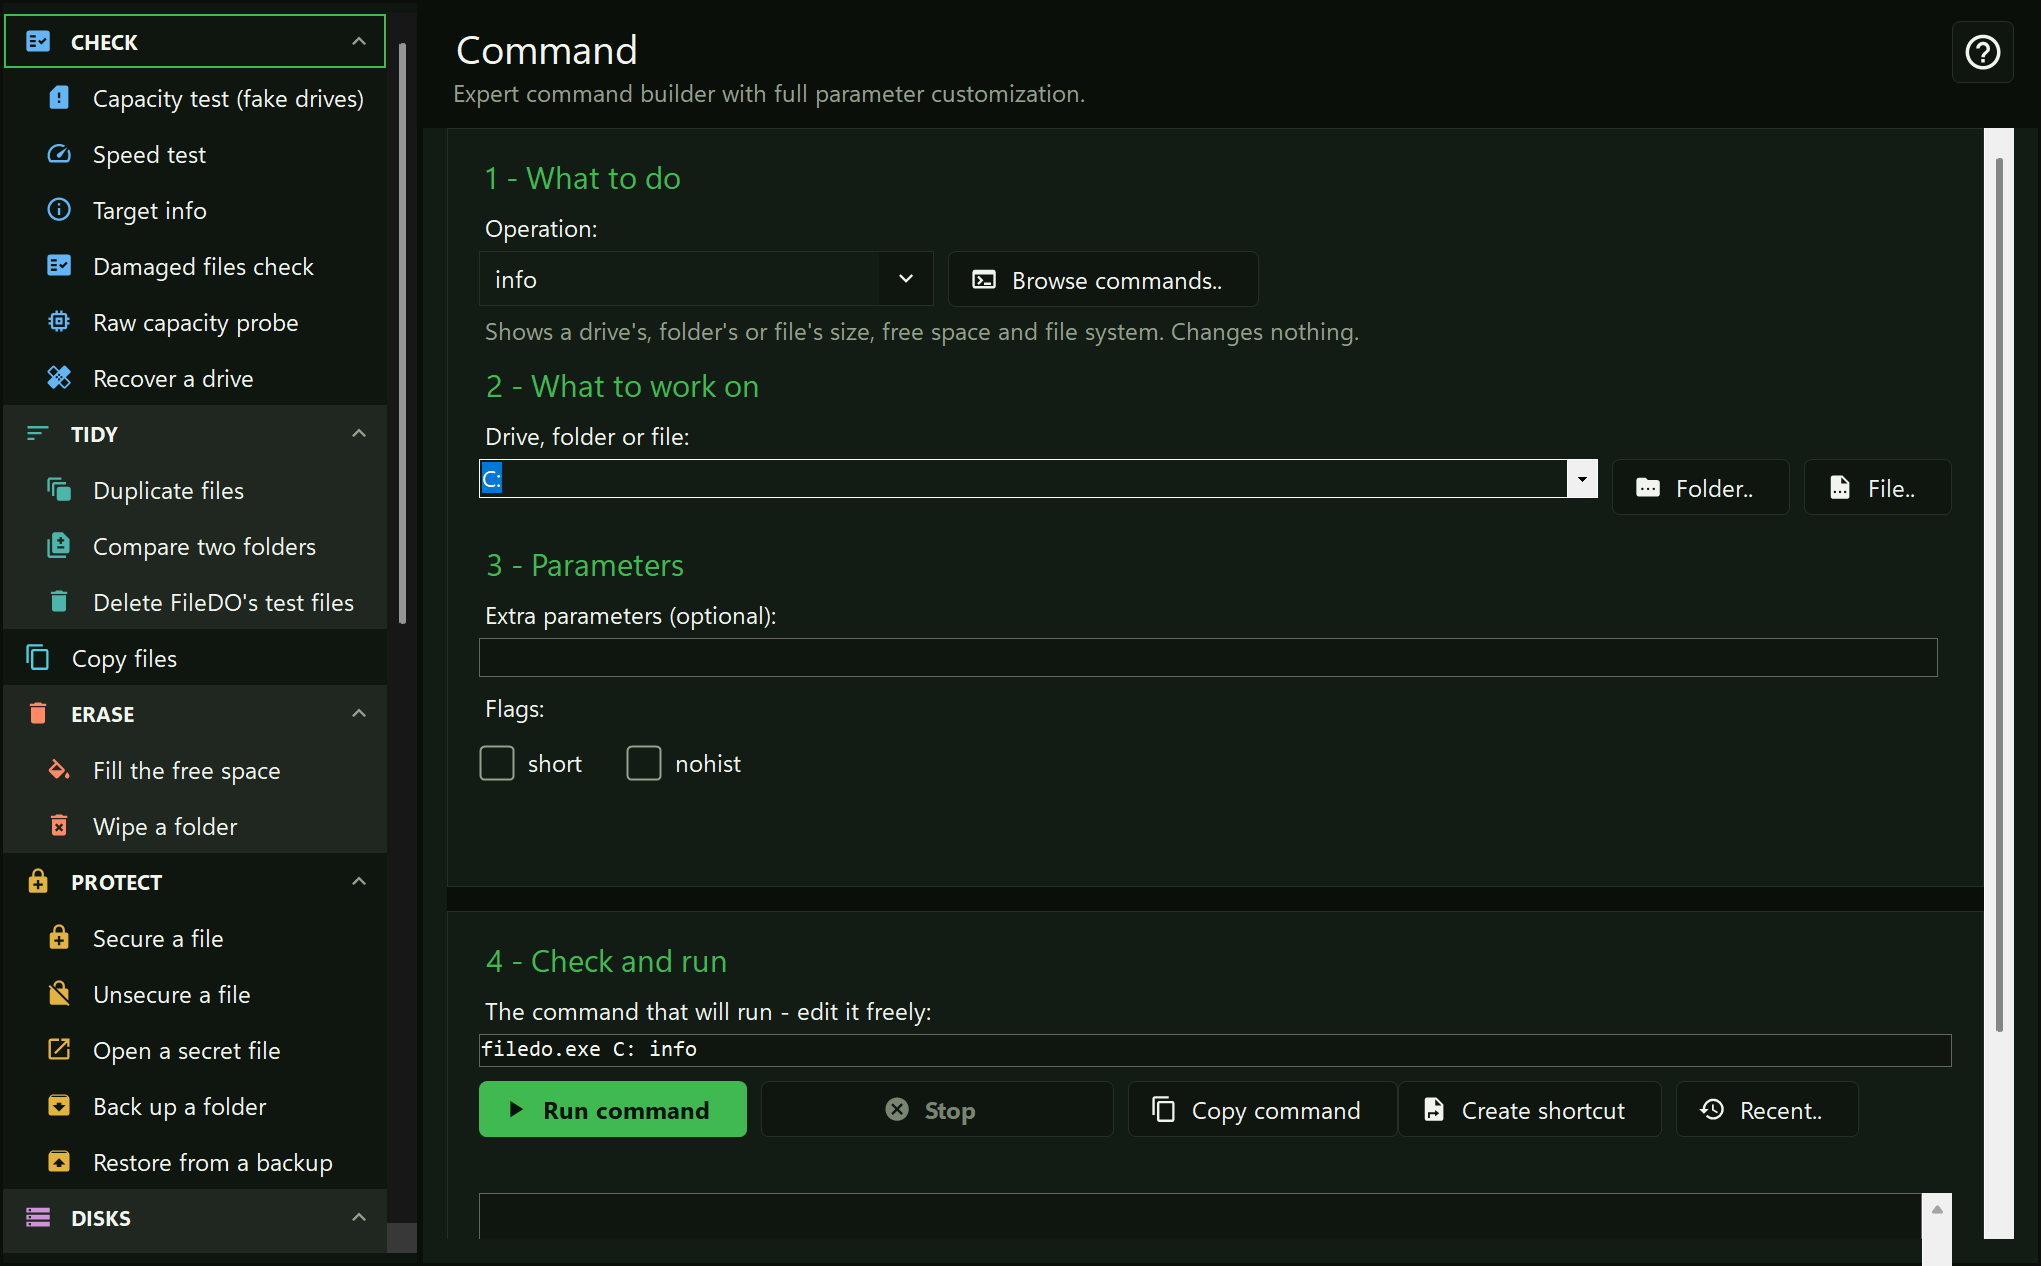 CHECK
Capacity test (fake drives)
Speed test
Target info
Damaged files check
Raw capacity probe
Recover a drive
TIDY
Duplicate files
Compare two folders
Delete FileDO's test files
Copy files
ERASE
Fill the free space
Wipe a folder
PROTECT
Secure a file
Unsecure a file
Open a secret file
Back up a folder
Restore from a backup
DISKS
Command
Expert command builder with full parameter customization.
1 - What to do
Operation:
info
Browse commands..
Shows a drive's, folder's or file's size, free space and file system. Changes nothing.
2 - What to work on
Drive, folder or file:
C:
Folder..
File..
3 - Parameters
Extra parameters (optional):
Flags:
short
nohist
4 - Check and run
The command that will run - edit it freely:
filedo.exe C: info
Run command
Stop
Copy command
Create shortcut
Recent..